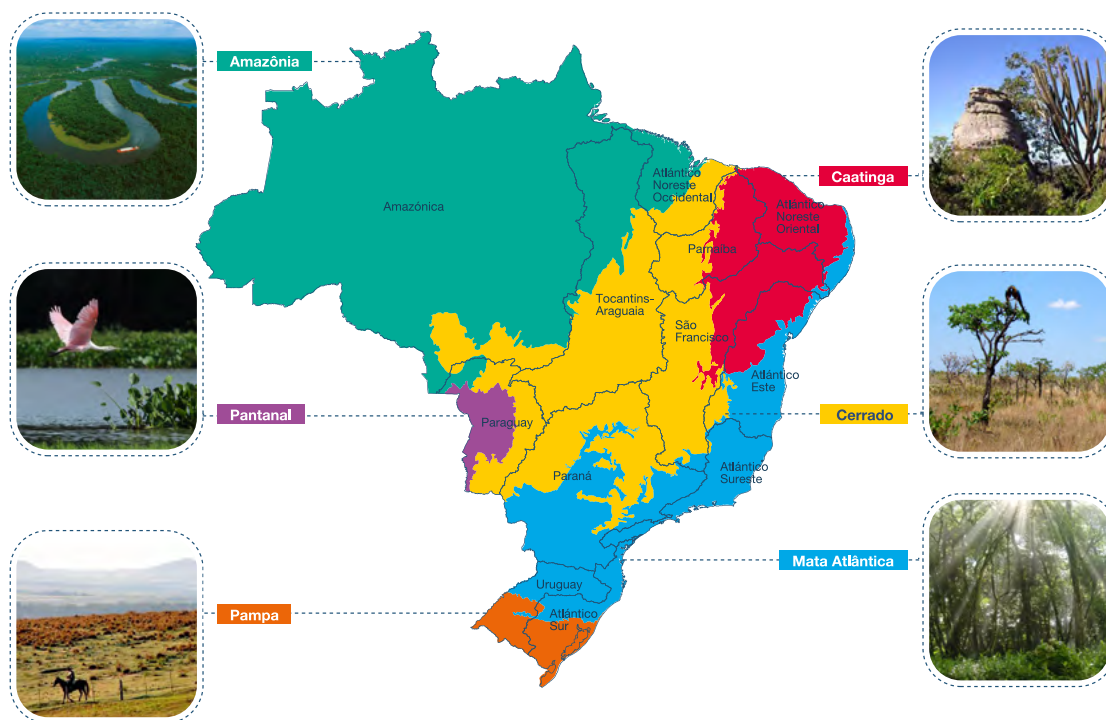 Amazônia
Caatinga
Atlántico
Noreste
Occidental
Amazónica
Atlántico
Noreste
Oriental
Parnaíba
Tocantins-
Araguaia
São
Francisco
Atlántico
Este
Pantanal
Paraguay
Cerrado
Paraná
Atlántico
Sureste
Mata Atlântica
Uruguay
Pampa
Atlántico
Sur